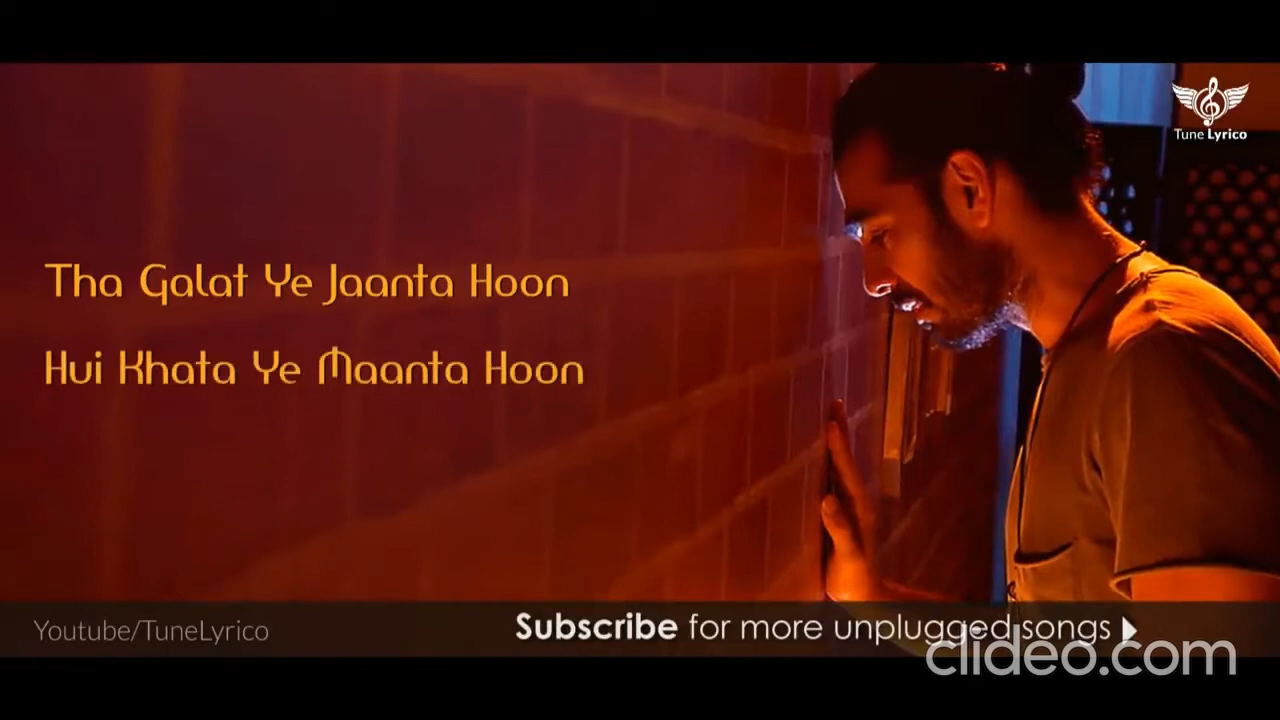 Tune Lyrico
Tha Galat Ye Jaanta Hoon
Hui Khata Ye Maanta Hoon
Youtube/TuneLyrico
Subscribe for more unplugged songs
clideo.com